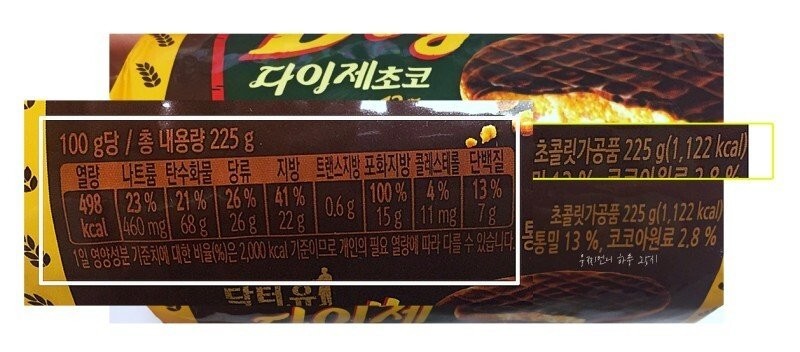 다이제초코
100 g당 / 총 내용량 225 g
열량 나트륨 탄수화물 당류 지방 트랜스지방 포화지방 콜레스테롤 단백질
498 kcal 23 % 460 mg 21 % 68 g 26 % 26 g 41 % 22 g 0.6 g 100 % 15 g 4 % 11 mg 13 % 7 g
1일 영양성분 기준치에 대한 비율(%)은 2,000 kcal 기준이므로 개인의 필요 열량에 따라 다를 수 있습니다
초콜릿가공품 225 g(1,122 kcal)
초콜릿가공품 225 g(1,122 kcal)
통밀 13 %, 코코아원료 2.8 %
하루 25시
닥터유
다이제